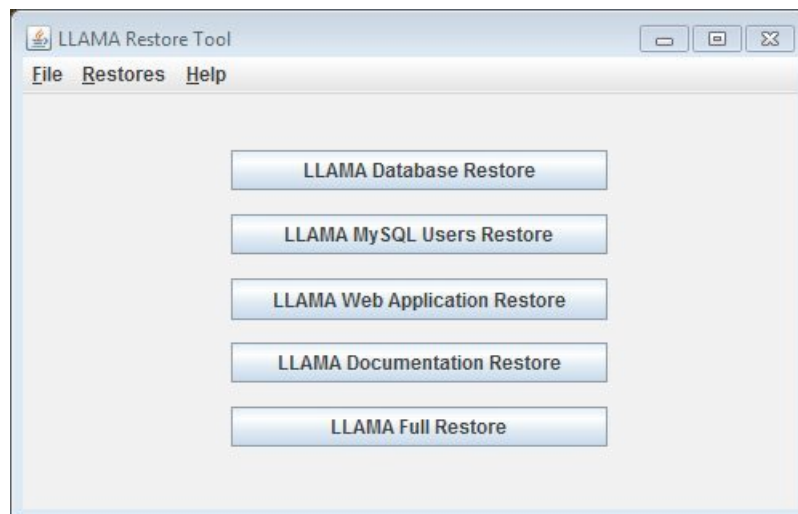 LLAMA Restore Tool
File Restores Help
LLAMA Database Restore
LLAMA MySQL Users Restore
LLAMA Web Application Restore
LLAMA Documentation Restore
LLAMA Full Restore